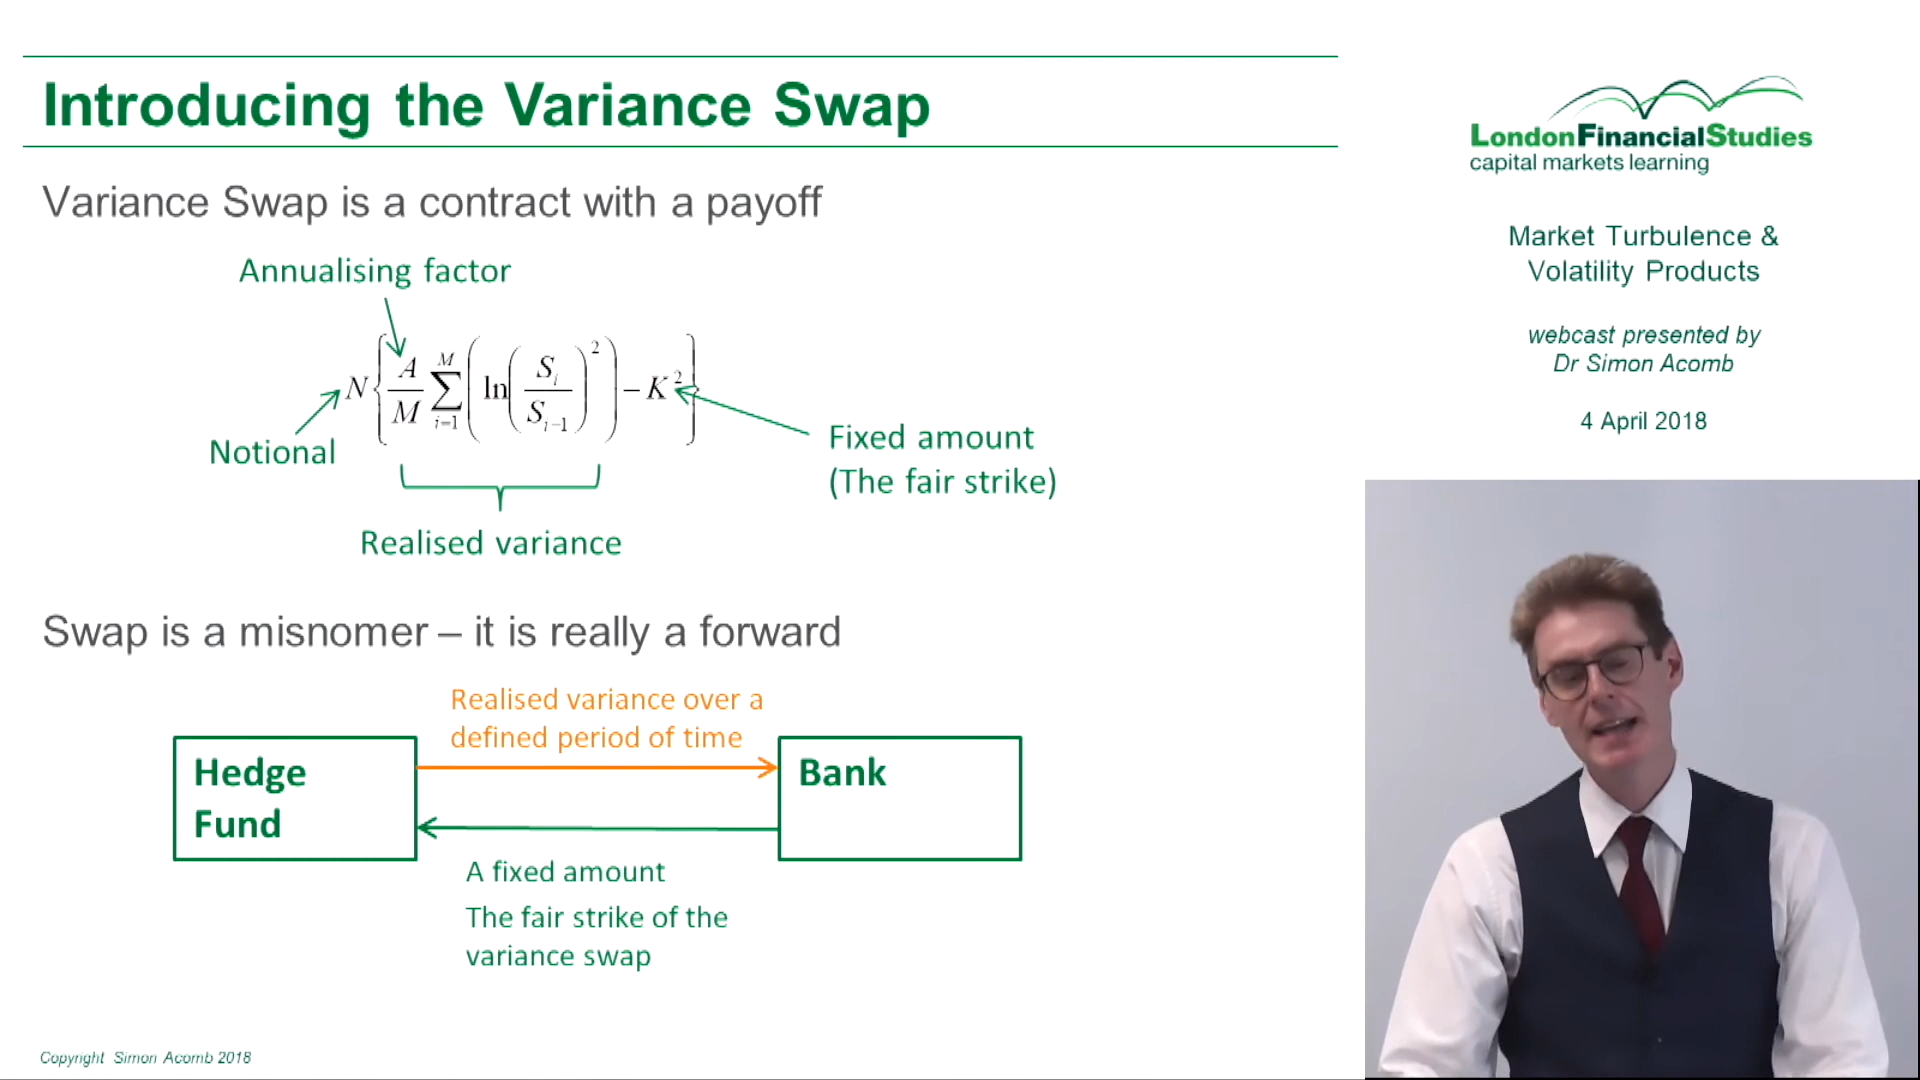 Introducing the Variance Swap
Variance Swap is a contract with a payoff
Annualising factor
N{A/M ∑_{i=1}^{M}(ln(S_i/S_{i-1})^2) − K^2}
Notional
Fixed amount
(The fair strike)
Realised variance
Swap is a misnomer – it is really a forward
Realised variance over a
defined period of time
Hedge
Fund
Bank
A fixed amount
The fair strike of the
variance swap
Copyright Simon Acomb 2018
LondonFinancialStudies
capital markets learning
Market Turbulence &
Volatility Products
webcast presented by
Dr Simon Acomb
4 April 2018